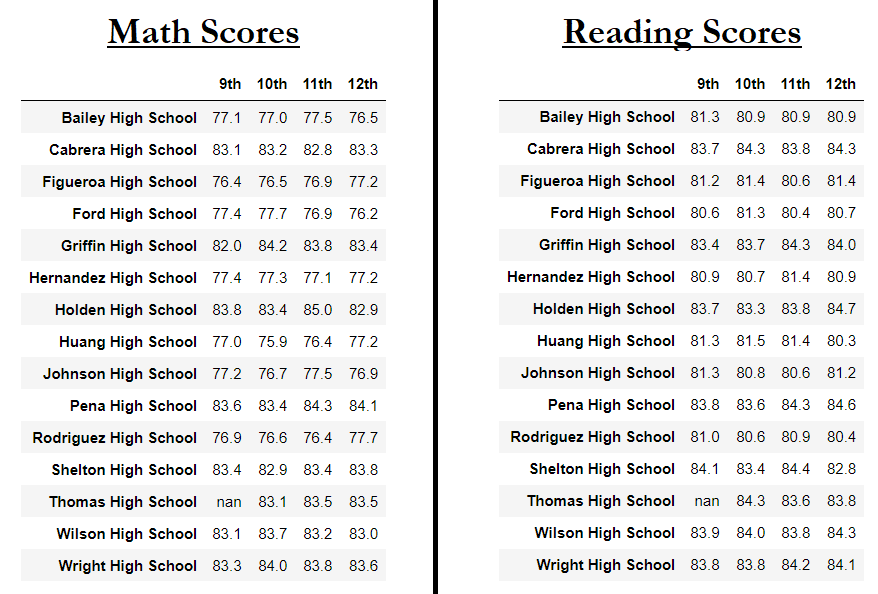 Math Scores
9th 10th 11th 12th
Bailey High School 77.1 77.0 77.5 76.5
Cabrera High School 83.1 83.2 82.8 83.3
Figueroa High School 76.4 76.5 76.9 77.2
Ford High School 77.4 77.7 76.9 76.2
Griffin High School 82.0 84.2 83.8 83.4
Hernandez High School 77.4 77.3 77.1 77.2
Holden High School 83.8 83.4 85.0 82.9
Huang High School 77.0 75.9 76.4 77.2
Johnson High School 77.2 76.7 77.5 76.9
Pena High School 83.6 83.4 84.3 84.1
Rodriguez High School 76.9 76.6 76.4 77.7
Shelton High School 83.4 82.9 83.4 83.8
Thomas High School nan 83.1 83.5 83.5
Wilson High School 83.1 83.7 83.2 83.0
Wright High School 83.3 84.0 83.8 83.6
Reading Scores
9th 10th 11th 12th
Bailey High School 81.3 80.9 80.9 80.9
Cabrera High School 83.7 84.3 83.8 84.3
Figueroa High School 81.2 81.4 80.6 81.4
Ford High School 80.6 81.3 80.4 80.7
Griffin High School 83.4 83.7 84.3 84.0
Hernandez High School 80.9 80.7 81.4 80.9
Holden High School 83.7 83.3 83.8 84.7
Huang High School 81.3 81.5 81.4 80.3
Johnson High School 81.3 80.8 80.6 81.2
Pena High School 83.8 83.6 84.3 84.6
Rodriguez High School 81.0 80.6 80.9 80.4
Shelton High School 84.1 83.4 84.4 82.8
Thomas High School nan 84.3 83.6 83.8
Wilson High School 83.9 84.0 83.8 84.3
Wright High School 83.8 83.8 84.2 84.1